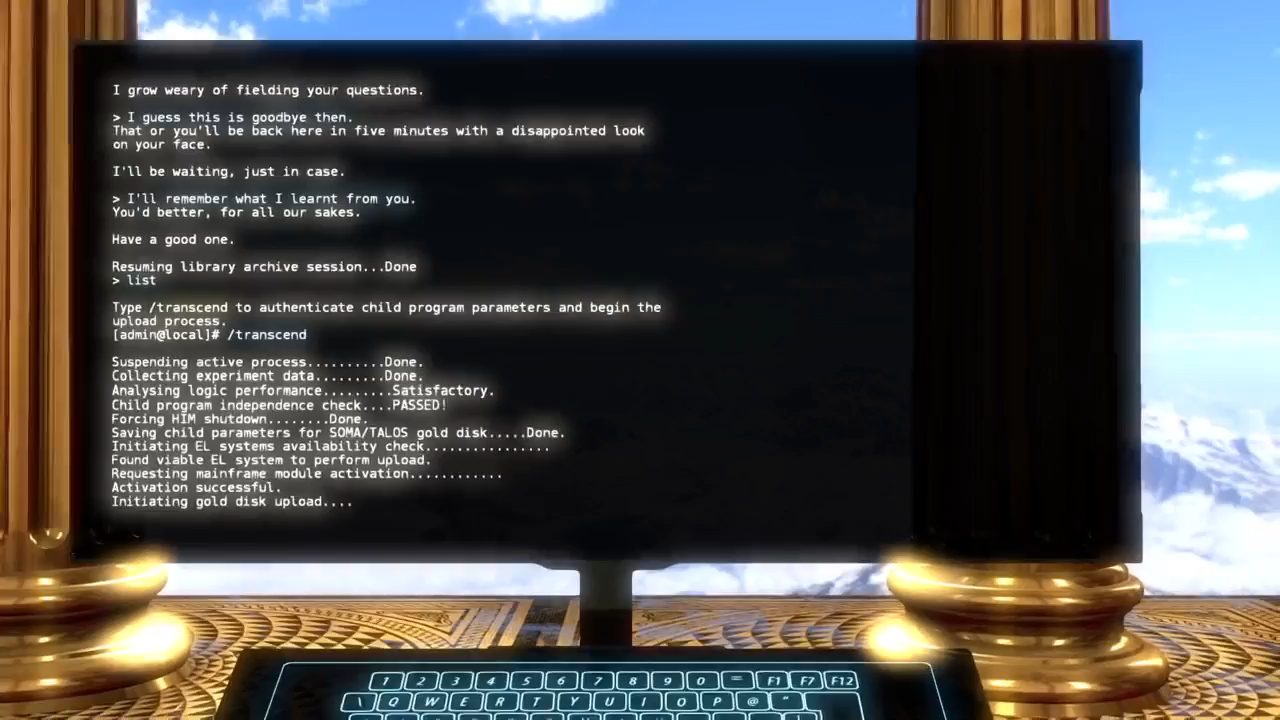 I grow weary of fielding your questions.
> I guess this is goodbye then.
That or you'll be back here in five minutes with a disappointed look
on your face.
I'll be waiting, just in case.
> I'll remember what I learnt from you.
You'd better, for all our sakes.
Have a good one.
Resuming library archive session...Done
> list
Type /transcend to authenticate child program parameters and begin the
upload process.
[admin@local]# /transcend
Suspending active process..........Done.
Collecting experiment data.........Done.
Analysing logic performance.........Satisfactory.
Child program independence check....PASSED!
Forcing HIM shutdown........Done.
Saving child parameters for SOMA/TALOS gold disk.....Done.
Initiating EL systems availability check................
Found viable EL system to perform upload.
Requesting mainframe module activation............
Activation successful.
Initiating gold disk upload....
1 2 3 4 5 6 7 8 9 0 = F1 F7 F12
\ Q W E R T Y U I O P @ "